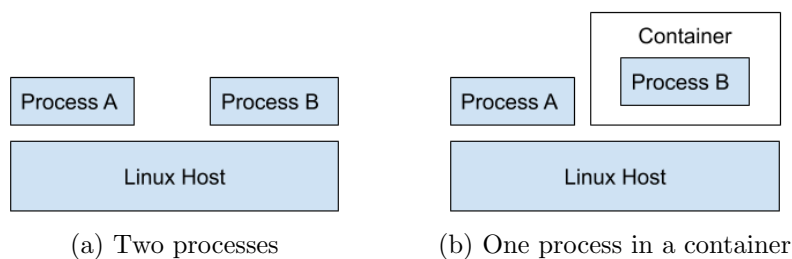 Process A
Process B
Linux Host
(a) Two processes
Container
Process A
Process B
Linux Host
(b) One process in a container